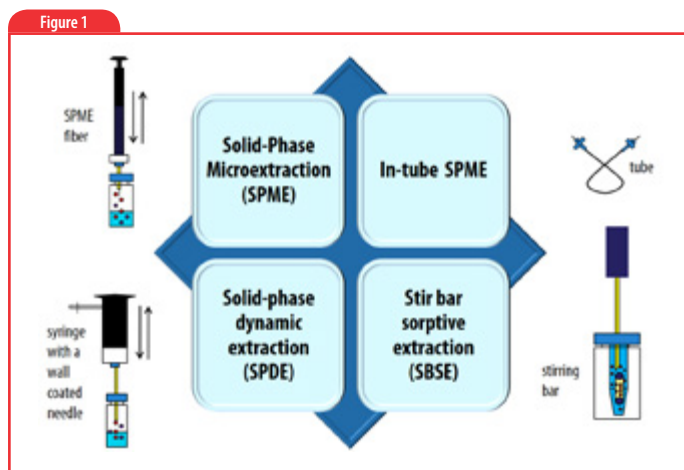 Figure 1
SPME
fiber
Solid-Phase
Microextraction
(SPME)
In-tube SPME
tube
syringe
with a
wall
coated
needle
Solid-phase
dynamic
extraction
(SPDE)
Stir bar
sorptive
extraction
(SBSE)
stirring
bar